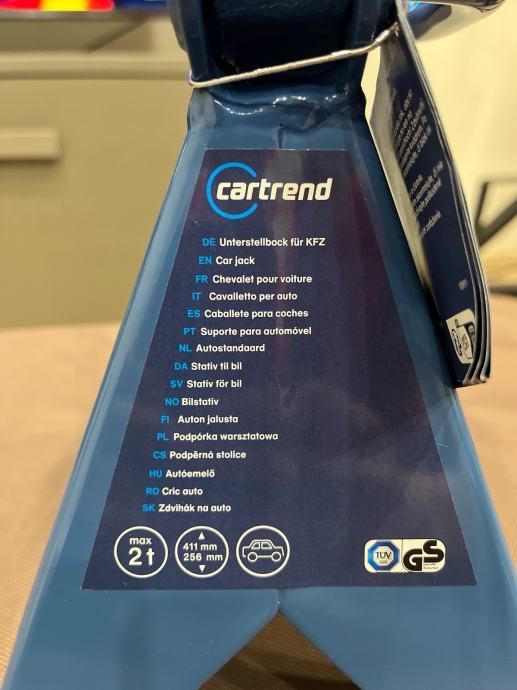 cartrend
DE Unterstellbock für KFZ
EN Car jack
FR Chevalet pour voiture
IT Cavalletto per auto
ES Caballete para coches
PT Suporte para automóvel
NL Autostandaard
DA Stativ til bil
SV Stativ för bil
NO Bilstativ
FI Auton jalusta
PL Podpórka warsztatowa
CS Podpěrná stolice
HU Autóemelő
RO Cric auto
SK Zdvihák na auto
max
2 t
411 mm
256 mm
TÜV
GS